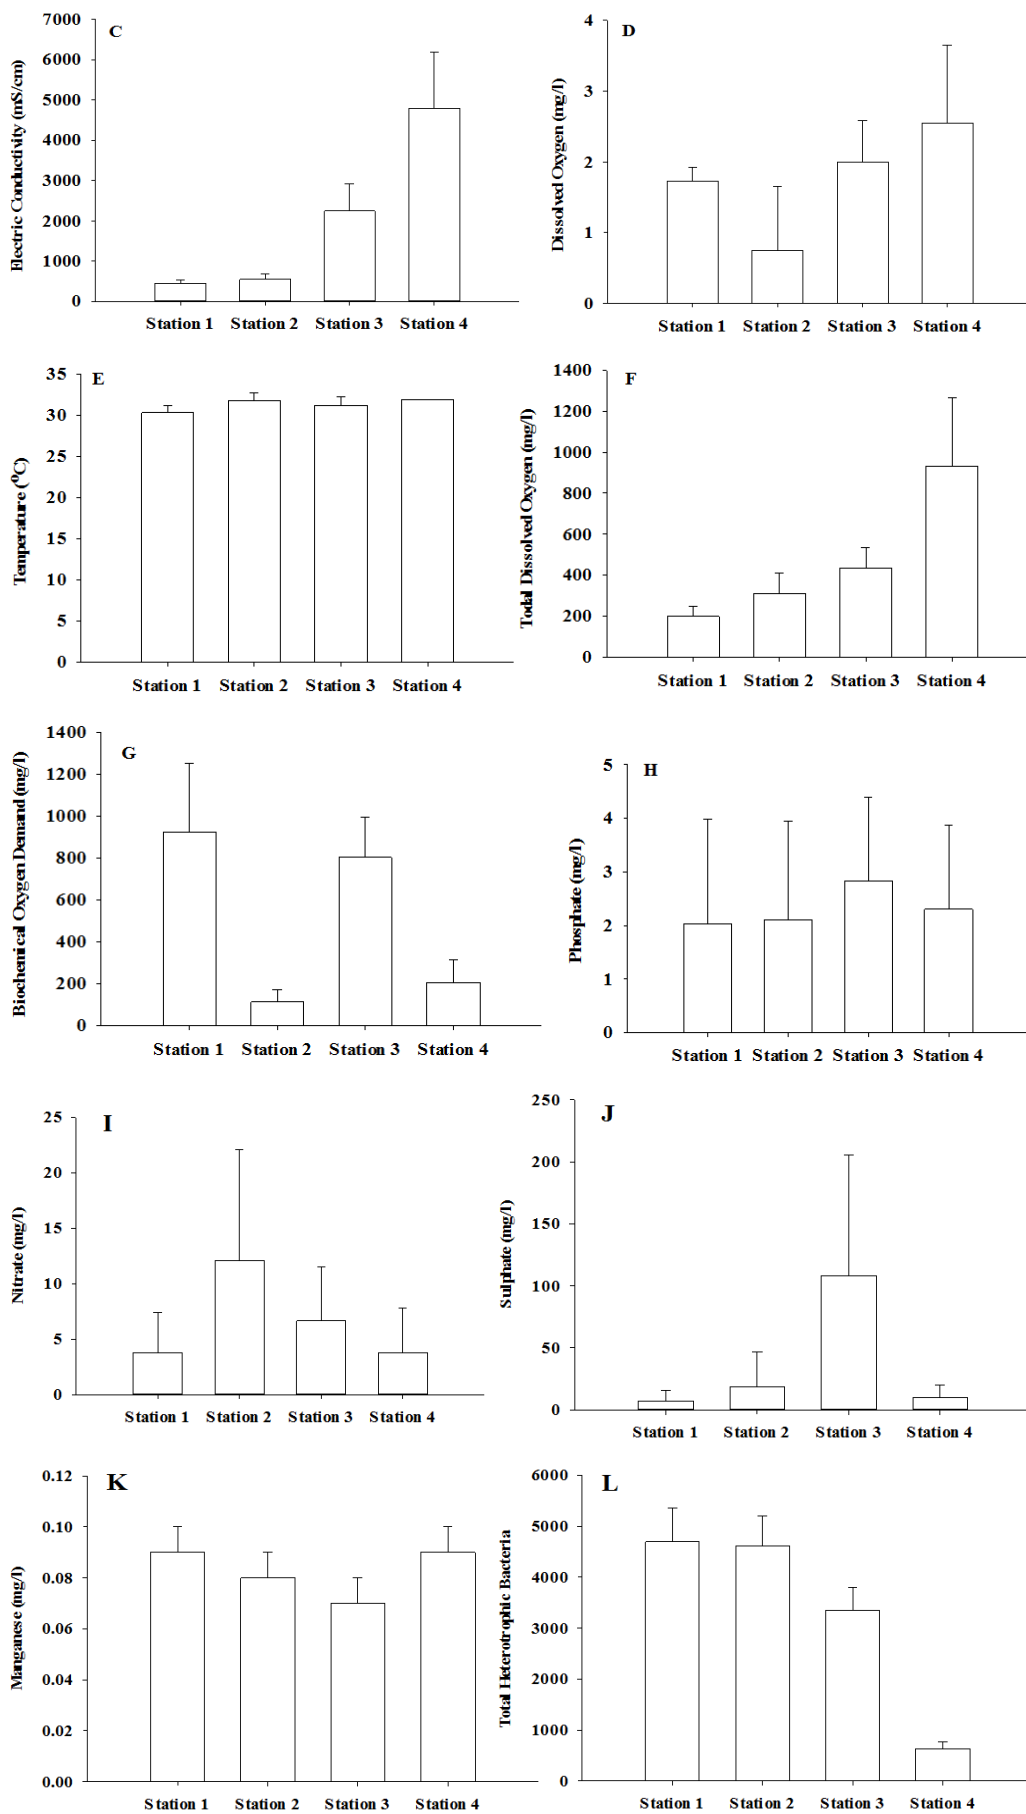 C
Electric Conductivity (mS/cm)
7000
6000
5000
4000
3000
2000
1000
0
Station 1 Station 2 Station 3 Station 4
D
Dissolved Oxygen (mg/l)
4
3
2
1
0
Station 1 Station 2 Station 3 Station 4
E
Temperature (⁰C)
35
30
25
20
15
10
5
0
Station 1 Station 2 Station 3 Station 4
F
Todal Dissolved Oxygen (mg/l)
1400
1200
1000
800
600
400
200
0
Station 1 Station 2 Station 3 Station 4
G
Biochemical Oxygen Demand (mg/l)
1400
1200
1000
800
600
400
200
0
Station 1 Station 2 Station 3 Station 4
H
Phosphate (mg/l)
5
4
3
2
1
0
Station 1 Station 2 Station 3 Station 4
I
Nitrate (mg/l)
25
20
15
10
5
0
Station 1 Station 2 Station 3 Station 4
J
Sulphate (mg/l)
250
200
150
100
50
0
Station 1 Station 2 Station 3 Station 4
K
Manganese (mg/l)
0.12
0.10
0.08
0.06
0.04
0.02
0.00
Station 1 Station 2 Station 3 Station 4
L
Total Heterotrophic Bacteria
6000
5000
4000
3000
2000
1000
0
Station 1 Station 2 Station 3 Station 4